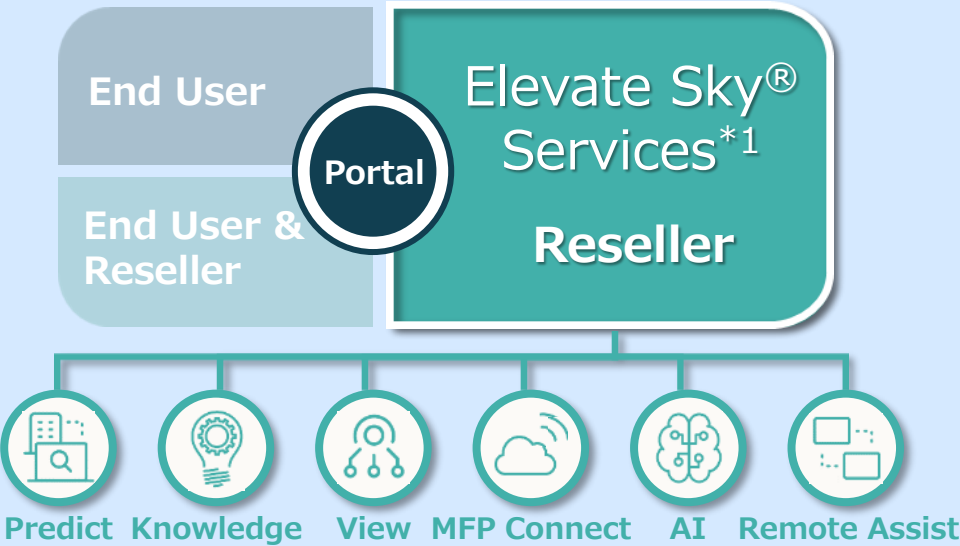 End User
End User &
Reseller
Portal
Elevate Sky®
Services*1
Reseller
Predict
Knowledge
View
MFP Connect
AI
Remote Assist